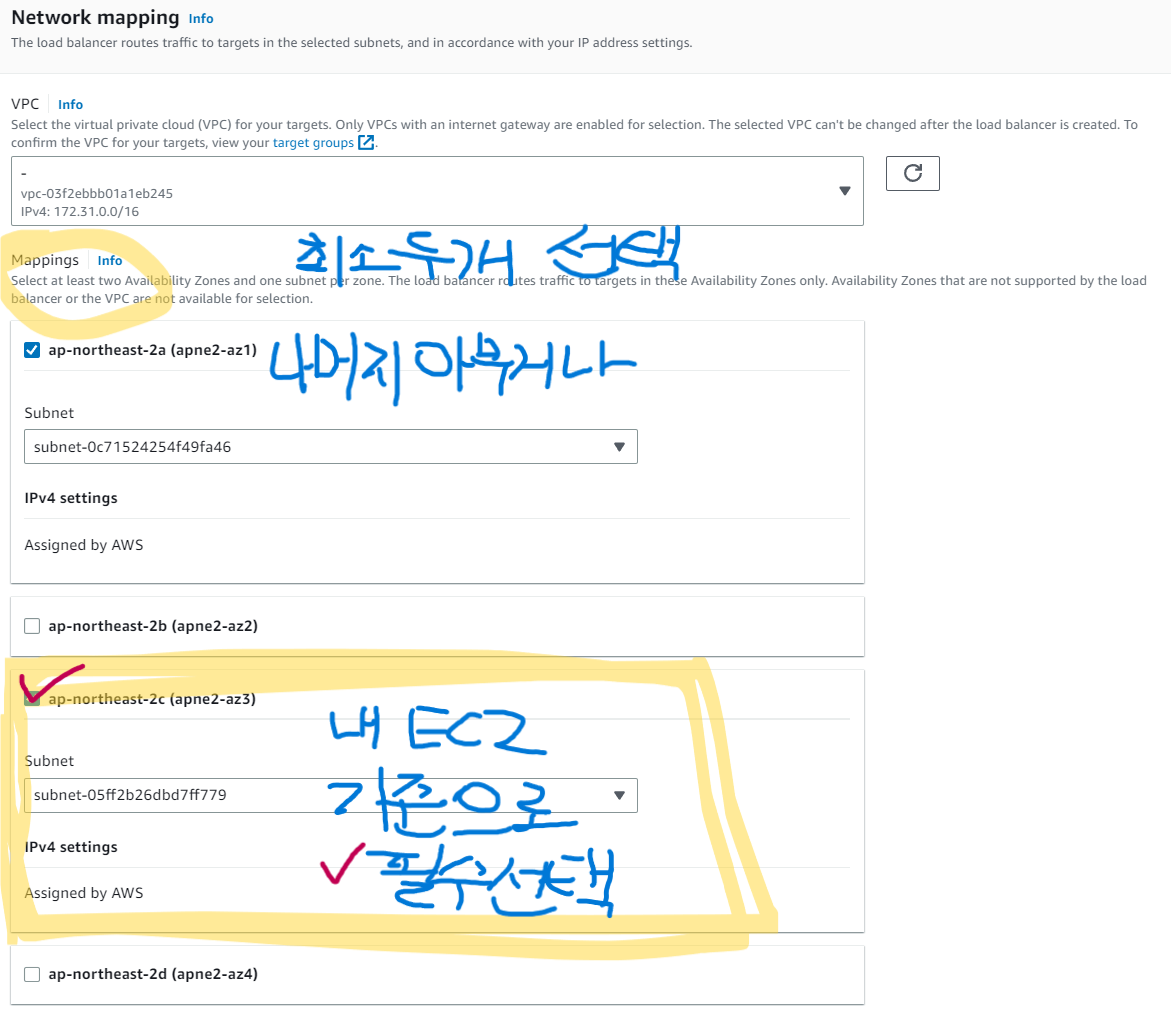 Network mapping Info
The load balancer routes traffic to targets in the selected subnets, and in accordance with your IP address settings.
VPC Info
Select the virtual private cloud (VPC) for your targets. Only VPCs with an internet gateway are enabled for selection. The selected VPC can't be changed after the load balancer is created. To
confirm the VPC for your targets, view your target groups.
-
vpc-03f2ebbb01a1eb245
IPv4: 172.31.0.0/16
최소두개 선택
Mappings Info
Select at least two Availability Zones and one subnet per zone. The load balancer routes traffic to targets in these Availability Zones only. Availability Zones that are not supported by the load
balancer or the VPC are not available for selection.
ap-northeast-2a (apne2-az1)
나머지 아무거나
Subnet
subnet-0c71524254f49fa46
IPv4 settings
Assigned by AWS
ap-northeast-2b (apne2-az2)
ap-northeast-2c (apne2-az3)
내 EC2
Subnet
subnet-05ff2b26dbd7ff779
기준으로
IPv4 settings
필수선택
Assigned by AWS
ap-northeast-2d (apne2-az4)